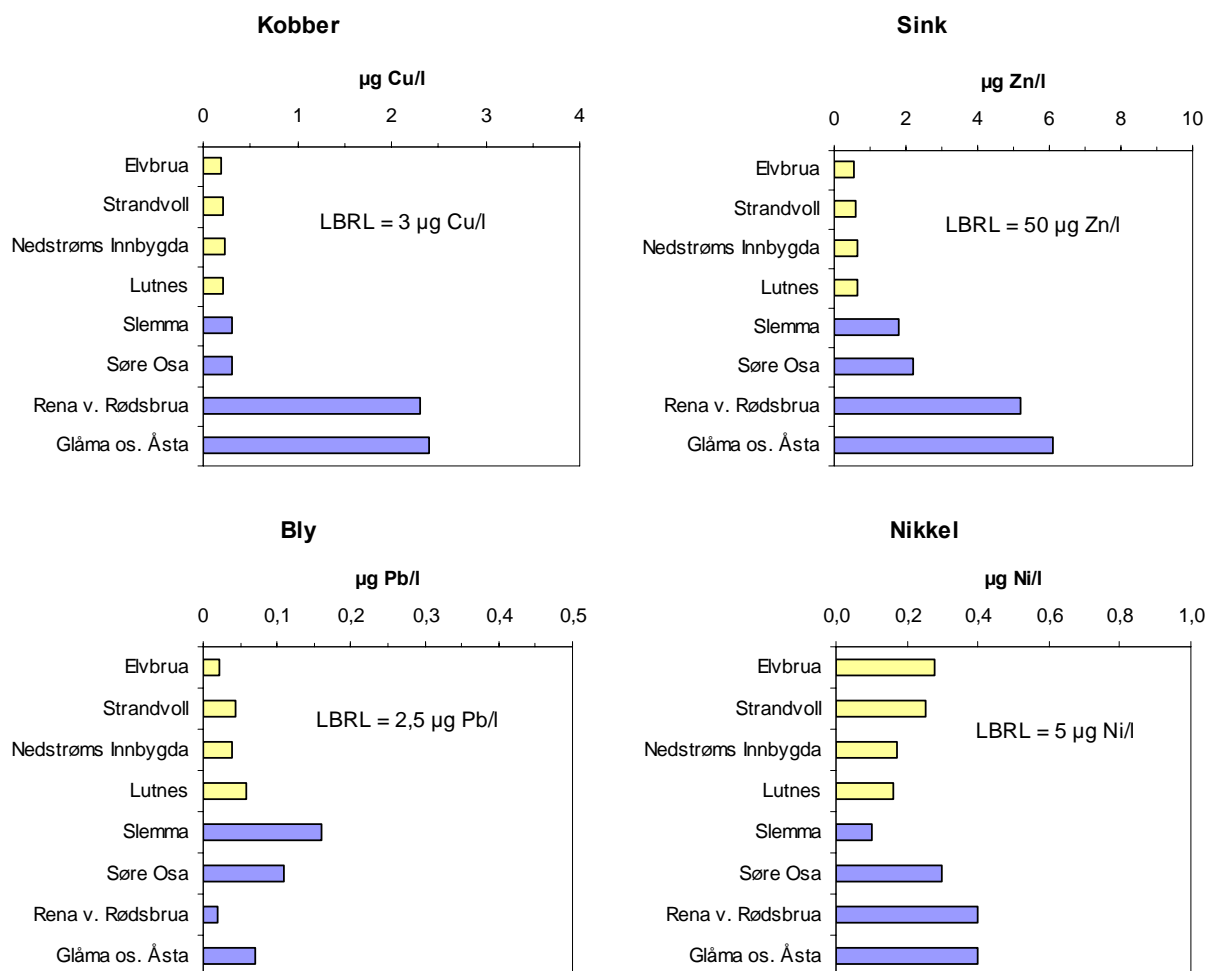 Kobber
µg Cu/l
0 1 2 3 4
Elvbrua
Strandvoll
Nedstrøms Innbygda
Lutnes
Slemma
Søre Osa
Rena v. Rødsbrua
Glåma os. Åsta
LBRL = 3 µg Cu/l
Sink
µg Zn/l
0 2 4 6 8 10
Elvbrua
Strandvoll
Nedstrøms Innbygda
Lutnes
Slemma
Søre Osa
Rena v. Rødsbrua
Glåma os. Åsta
LBRL = 50 µg Zn/l
Bly
µg Pb/l
0 0,1 0,2 0,3 0,4 0,5
Elvbrua
Strandvoll
Nedstrøms Innbygda
Lutnes
Slemma
Søre Osa
Rena v. Rødsbrua
Glåma os. Åsta
LBRL = 2,5 µg Pb/l
Nikkel
µg Ni/l
0,0 0,2 0,4 0,6 0,8 1,0
Elvbrua
Strandvoll
Nedstrøms Innbygda
Lutnes
Slemma
Søre Osa
Rena v. Rødsbrua
Glåma os. Åsta
LBRL = 5 µg Ni/l